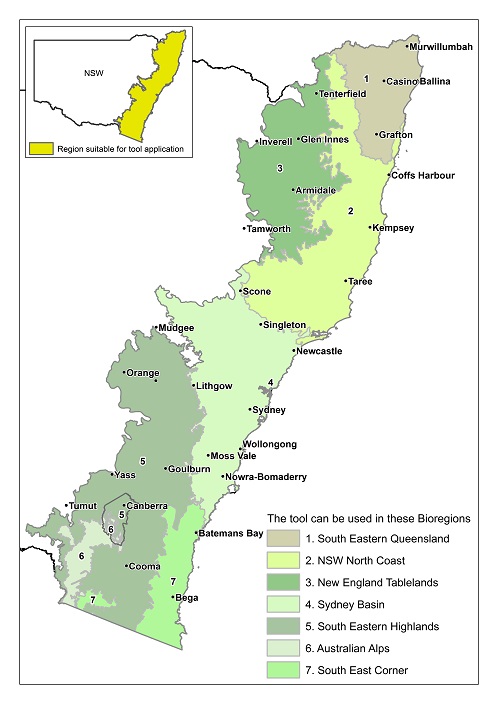 NSW
Region suitable for tool application
Murwillumbah
1
Casino
Ballina
Tenterfield
Grafton
Inverell
Glen Innes
3
Coffs Harbour
Armidale
2
Tamworth
Kempsey
Taree
Scone
Singleton
Mudgee
Newcastle
Orange
4
Lithgow
Sydney
Wollongong
Moss Vale
5
Goulburn
Yass
Nowra-Bomaderry
Tumut
Canberra
5
6
Batemans Bay
6
Cooma
7
7
Bega
The tool can be used in these Bioregions
1. South Eastern Queensland
2. NSW North Coast
3. New England Tablelands
4. Sydney Basin
5. South Eastern Highlands
6. Australian Alps
7. South East Corner